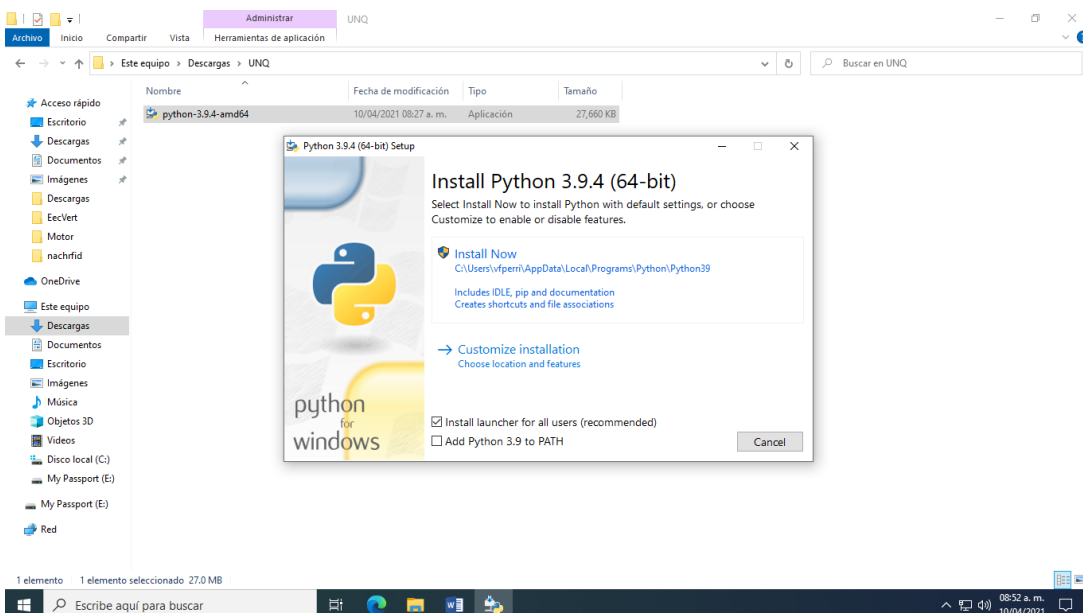 Administrar
UNQ
Archivo
Inicio
Compartir
Vista
Herramientas de aplicación
Este equipo > Descargas > UNQ
Buscar en UNQ
Nombre
Fecha de modificación
Tipo
Tamaño
python-3.9.4-amd64
10/04/2021 08:27 a. m.
Aplicación
27,660 KB
Acceso rápido
Escritorio
Descargas
Documentos
Imágenes
Descargas
EecVert
Motor
nachrfid
OneDrive
Este equipo
Descargas
Documentos
Escritorio
Imágenes
Música
Objetos 3D
Videos
Disco local (C:)
My Passport (E:)
My Passport (E:)
Red
Python 3.9.4 (64-bit) Setup
Install Python 3.9.4 (64-bit)
Select Install Now to install Python with default settings, or choose
Customize to enable or disable features.
Install Now
C:\Users\vfperri\AppData\Local\Programs\Python\Python39
Includes IDLE, pip and documentation
Creates shortcuts and file associations
Customize installation
Choose location and features
python
for
windows
Install launcher for all users (recommended)
Add Python 3.9 to PATH
Cancel
1 elemento
1 elemento seleccionado 27.0 MB
Escribe aquí para buscar
08:52 a. m.
10/04/2021